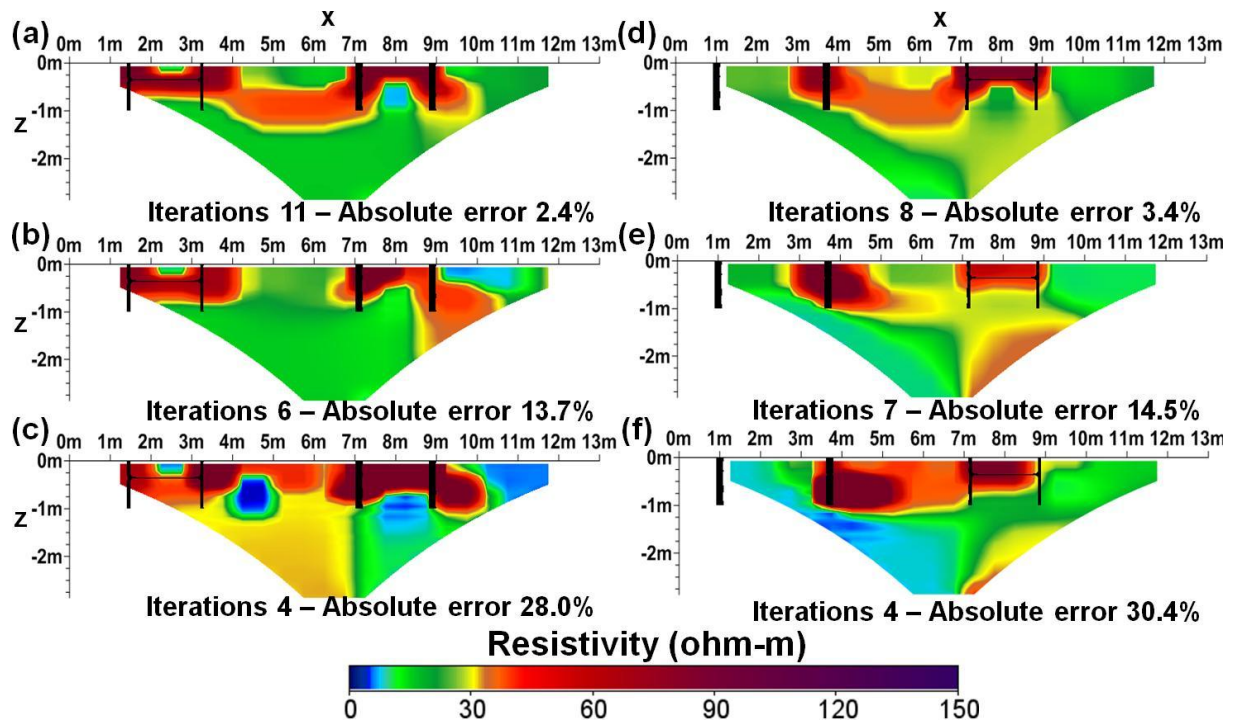 x
(a)
0m 1m 2m 3m 4m 5m 6m 7m 8m 9m 10m 11m 12m 13m
0m
-1m
z
-2m
Iterations 11 – Absolute error 2.4%
(b)
0m 1m 2m 3m 4m 5m 6m 7m 8m 9m 10m 11m 12m 13m
0m
-1m
z
-2m
Iterations 6 – Absolute error 13.7%
(c)
0m 1m 2m 3m 4m 5m 6m 7m 8m 9m 10m 11m 12m 13m
0m
-1m
z
-2m
Iterations 4 – Absolute error 28.0%
x
(d)
0m 1m 2m 3m 4m 5m 6m 7m 8m 9m 10m 11m 12m 13m
0m
-1m
-2m
Iterations 8 – Absolute error 3.4%
(e)
0m 1m 2m 3m 4m 5m 6m 7m 8m 9m 10m 11m 12m 13m
0m
-1m
-2m
Iterations 7 – Absolute error 14.5%
(f)
0m 1m 2m 3m 4m 5m 6m 7m 8m 9m 10m 11m 12m 13m
0m
-1m
-2m
Iterations 4 – Absolute error 30.4%
Resistivity (ohm-m)
0 30 60 90 120 150